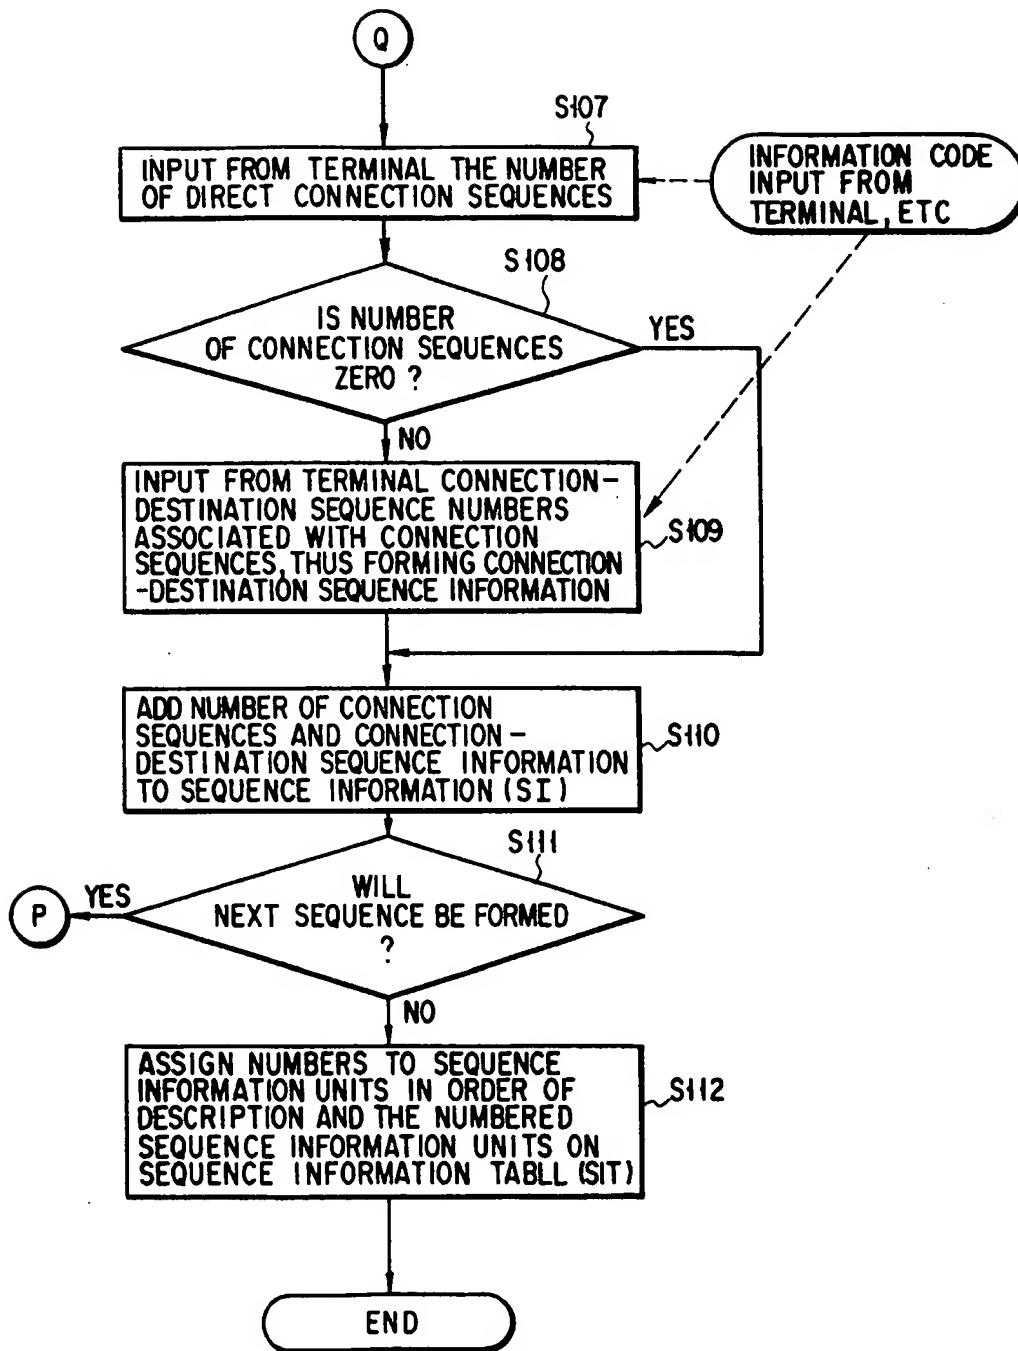 Q
S107
INPUT FROM TERMINAL THE NUMBER
OF DIRECT CONNECTION SEQUENCES
INFORMATION CODE
INPUT FROM
TERMINAL, ETC
S108
IS NUMBER
OF CONNECTION SEQUENCES
ZERO ?
YES
NO
INPUT FROM TERMINAL CONNECTION-
DESTINATION SEQUENCE NUMBERS
ASSOCIATED WITH CONNECTION
SEQUENCES, THUS FORMING CONNECTION
-DESTINATION SEQUENCE INFORMATION
S109
ADD NUMBER OF CONNECTION
SEQUENCES AND CONNECTION-
DESTINATION SEQUENCE INFORMATION
TO SEQUENCE INFORMATION (SI)
S110
S111
WILL
NEXT SEQUENCE BE FORMED
?
YES
P
NO
ASSIGN NUMBERS TO SEQUENCE
INFORMATION UNITS IN ORDER OF
DESCRIPTION AND THE NUMBERED
SEQUENCE INFORMATION UNITS ON
SEQUENCE INFORMATION TABLL (SIT)
S112
END